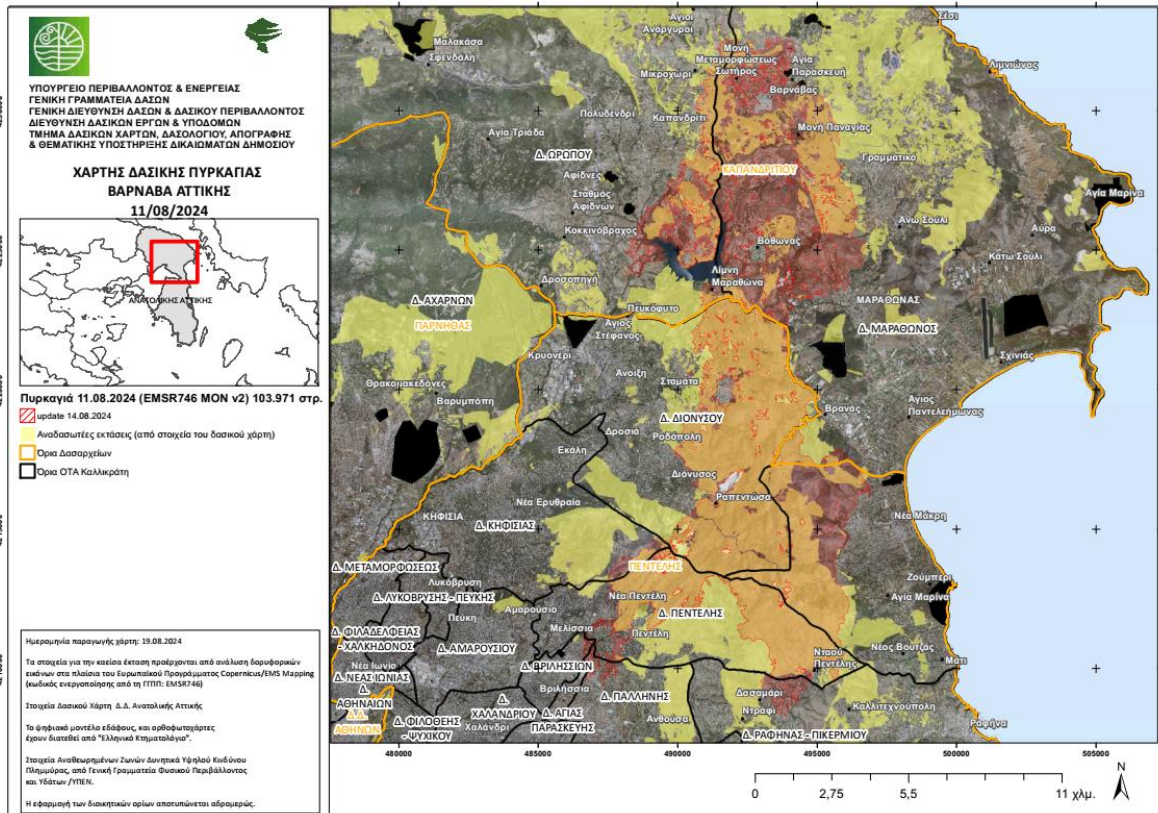 ΥΠΟΥΡΓΕΙΟ ΠΕΡΙΒΑΛΛΟΝΤΟΣ & ΕΝΕΡΓΕΙΑΣ
ΓΕΝΙΚΗ ΓΡΑΜΜΑΤΕΙΑ ΔΑΣΩΝ
ΓΕΝΙΚΗ ΔΙΕΥΘΥΝΣΗ ΔΑΣΩΝ & ΔΑΣΙΚΟΥ ΠΕΡΙΒΑΛΛΟΝΤΟΣ
ΔΙΕΥΘΥΝΣΗ ΔΑΣΙΚΩΝ ΕΡΓΩΝ & ΥΠΟΔΟΜΩΝ
ΤΜΗΜΑ ΔΑΣΙΚΩΝ ΧΑΡΤΩΝ, ΔΑΣΟΛΟΓΙΟΥ, ΑΠΟΓΡΑΦΗΣ
& ΘΕΜΑΤΙΚΗΣ ΥΠΟΣΤΗΡΙΞΗΣ ΔΙΚΑΙΩΜΑΤΩΝ ΔΗΜΟΣΙΟΥ
ΧΑΡΤΗΣ ΔΑΣΙΚΗΣ ΠΥΡΚΑΓΙΑΣ
ΒΑΡΝΑΒΑ ΑΤΤΙΚΗΣ
11/08/2024
ΑΝΑΤΟΛΙΚΗΣ ΑΤΤΙΚΗΣ
Πυρκαγιά 11.08.2024 (EMSR746 MON v2) 103.971 στρ.
update 14.08.2024
Αναδασωτέες εκτάσεις (από στοιχεία του δασικού χάρτη)
Όρια Δασαρχείων
Όρια ΟΤΑ Καλλικράτη
Ημερομηνία παραγωγής χάρτη: 19.08.2024
Τα στοιχεία για την καείσα έκταση προέρχονται από ανάλυση δορυφορικών
εικόνων στα πλαίσια του Ευρωπαϊκού Προγράμματος Copernicus/EMS Mapping
(κωδικός ενεργοποίησης από τη ΓΓΠΠ: EMSR746)
Στοιχεία Δασικού Χάρτη Δ.Δ. Ανατολικής Αττικής
Το ψηφιακό μοντέλο εδάφους, και ορθοφωτοχάρτες
έχουν διατεθεί από "Ελληνικό Κτηματολόγιο".
Στοιχεία Αναθεωρημένων Ζωνών Δυνητικά Υψηλού Κινδύνου
Πλημμύρας, από Γενική Γραμματεία Φυσικού Περιβάλλοντος
και Υδάτων /ΥΠΕΝ.
Η εφαρμογή των διοικητικών ορίων αποτυπώνεται αδρομερώς.
Άγιοι
Ανάργυροι
Σέσι
Μαλακάσα
Σφενδάλη
Μονή
Μεταμορφώσεως
Σωτήρος
Αγία
Παρασκευή
Λιμνιώνας
Μικροχώρι
Βαρνάβας
Πολυδένδρι
Καπανδρίτι
Αγία Τριάδα
Μονή Παναγίας
Δ. ΩΡΩΠΟΥ
Γραμματικό
ΚΑΠΑΝΔΡΙΤΙΟΥ
Αφίδνες
Σταθμός
Αφιδνών
Αγία Μαρίνα
Κοκκινόβραχος
Άνω Σούλι
Αύρα
Βόθωνας
Κάτω Σούλι
Δροσοπηγή
Λίμνη
Μαραθώνα
Δ. ΑΧΑΡΝΩΝ
ΠΑΡΝΗΘΑΣ
Πευκόφυτο
ΜΑΡΑΘΩΝΑΣ
Δ. ΜΑΡΑΘΩΝΟΣ
Άγιος
Στέφανος
Κρυονέρι
Σχινιάς
Άνοιξη
Σταμάτα
Θρακομακεδόνες
Βαρυμπόπη
Βρανάς
Άγιος
Παντελεήμωνας
Δ. ΔΙΟΝΥΣΟΥ
Δροσιά
Ροδόπολη
Εκάλη
Διόνυσος
Ραπεντώσα
Νέα Ερυθραία
ΚΗΦΙΣΙΑ
Δ. ΚΗΦΙΣΙΑΣ
Νέα Μάκρη
Δ. ΜΕΤΑΜΟΡΦΩΣΕΩΣ
ΠΕΝΤΕΛΗΣ
Λυκόβρυση
Δ. ΛΥΚΟΒΡΥΣΗΣ - ΠΕΥΚΗΣ
Ζούμπερι
Αγία Μαρίνα
Νέα Πεντέλη
Αμαρούσιο
Δ. ΠΕΝΤΕΛΗΣ
Πεύκη
Μελίσσια
Πεντέλη
Δ. ΦΙΛΑΔΕΛΦΕΙΑΣ
- ΧΑΛΚΗΔΟΝΟΣ
Δ. ΑΜΑΡΟΥΣΙΟΥ
Νταού
Πεντέλης
Νέος Βουτζάς
Μάτι
Νέα Ιωνία
Δ. ΝΕΑΣ ΙΩΝΙΑΣ
Δ. ΒΡΙΛΗΣΣΙΩΝ
Βριλήσσια
Δ. ΠΑΛΛΗΝΗΣ
Δασαμάρι
Δ.
ΑΘΗΝΑΙΩΝ
Δ.Δ.
ΑΘΗΝΩΝ
Δ.
ΧΑΛΑΝΔΡΙΟΥ
Χαλάνδρι
Δ. ΑΓΙΑΣ
ΠΑΡΑΣΚΕΥΗΣ
Ανθούσα
Ντράφι
Καλλιτεχνούπολη
Δ. ΦΙΛΟΘΕΗΣ
- ΨΥΧΙΚΟΥ
Ραφήνα
Δ. ΡΑΦΗΝΑΣ - ΠΙΚΕΡΜΙΟΥ
480000
485000
490000
495000
500000
505000
0
2,75
5,5
11 χλμ.
N